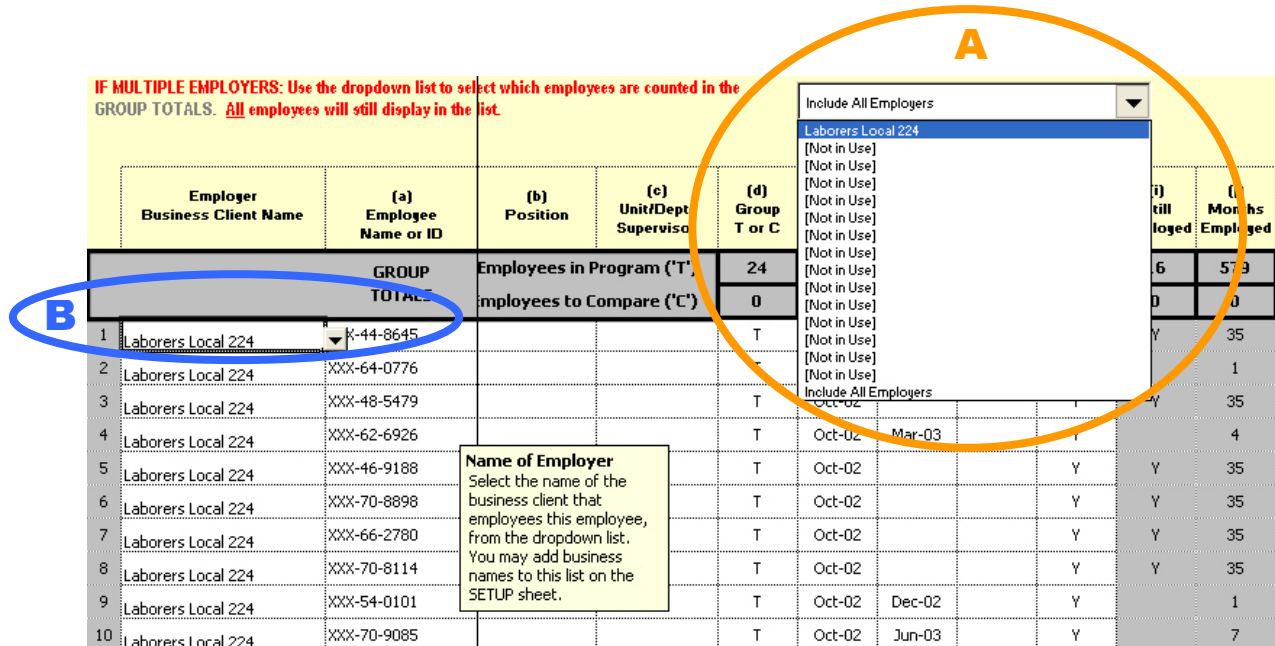 A
IF MULTIPLE EMPLOYERS: Use the dropdown list to select which employees are counted in the
GROUP TOTALS. All employees will still display in the list.
Include All Employers
Laborers Local 224
[Not in Use]
[Not in Use]
[Not in Use]
[Not in Use]
[Not in Use]
[Not in Use]
[Not in Use]
[Not in Use]
[Not in Use]
[Not in Use]
[Not in Use]
[Not in Use]
[Not in Use]
[Not in Use]
Include All Employers
Employer
Business Client Name
(a)
Employee
Name or ID
(b)
Position
(c)
Unit/Dept
Superviso
(d)
Group
T or C
(i)
till
loyed
Months
Employed
GROUP
TOTALS
Employees in Program ('T') 24 .6 579
Employees to Compare ('C') 0 0 0
B
1 Laborers Local 224 X-44-8645 T Y 35
2 Laborers Local 224 XXX-64-0776 T 1
3 Laborers Local 224 XXX-48-5479 T Oct-02 Y Y 35
4 Laborers Local 224 XXX-62-6926 T Oct-02 Mar-03 Y 4
5 Laborers Local 224 XXX-46-9188 T Oct-02 Y Y 35
6 Laborers Local 224 XXX-70-8898 T Oct-02 Y Y 35
7 Laborers Local 224 XXX-66-2780 T Oct-02 Y Y 35
8 Laborers Local 224 XXX-70-8114 T Oct-02 Y Y 35
9 Laborers Local 224 XXX-54-0101 T Oct-02 Dec-02 Y 1
10 Laborers Local 224 XXX-70-9085 T Oct-02 Jun-03 Y 7
Name of Employer
Select the name of the
business client that
employees this employee,
from the dropdown list.
You may add business
names to this list on the
SETUP sheet.